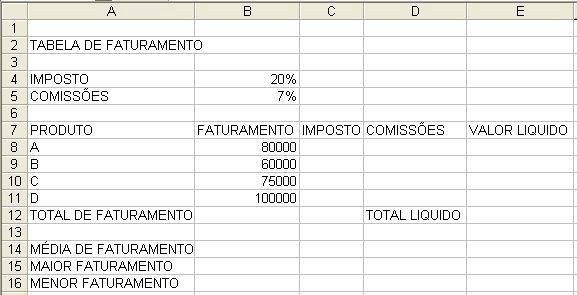 A B C D E
1
2 TABELA DE FATURAMENTO
3
4 IMPOSTO 20%
5 COMISSÕES 7%
6
7 PRODUTO FATURAMENTO IMPOSTO COMISSÕES VALOR LIQUIDO
8 A 80000
9 B 60000
10 C 75000
11 D 100000
12 TOTAL DE FATURAMENTO TOTAL LIQUIDO
13
14 MÉDIA DE FATURAMENTO
15 MAIOR FATURAMENTO
16 MENOR FATURAMENTO